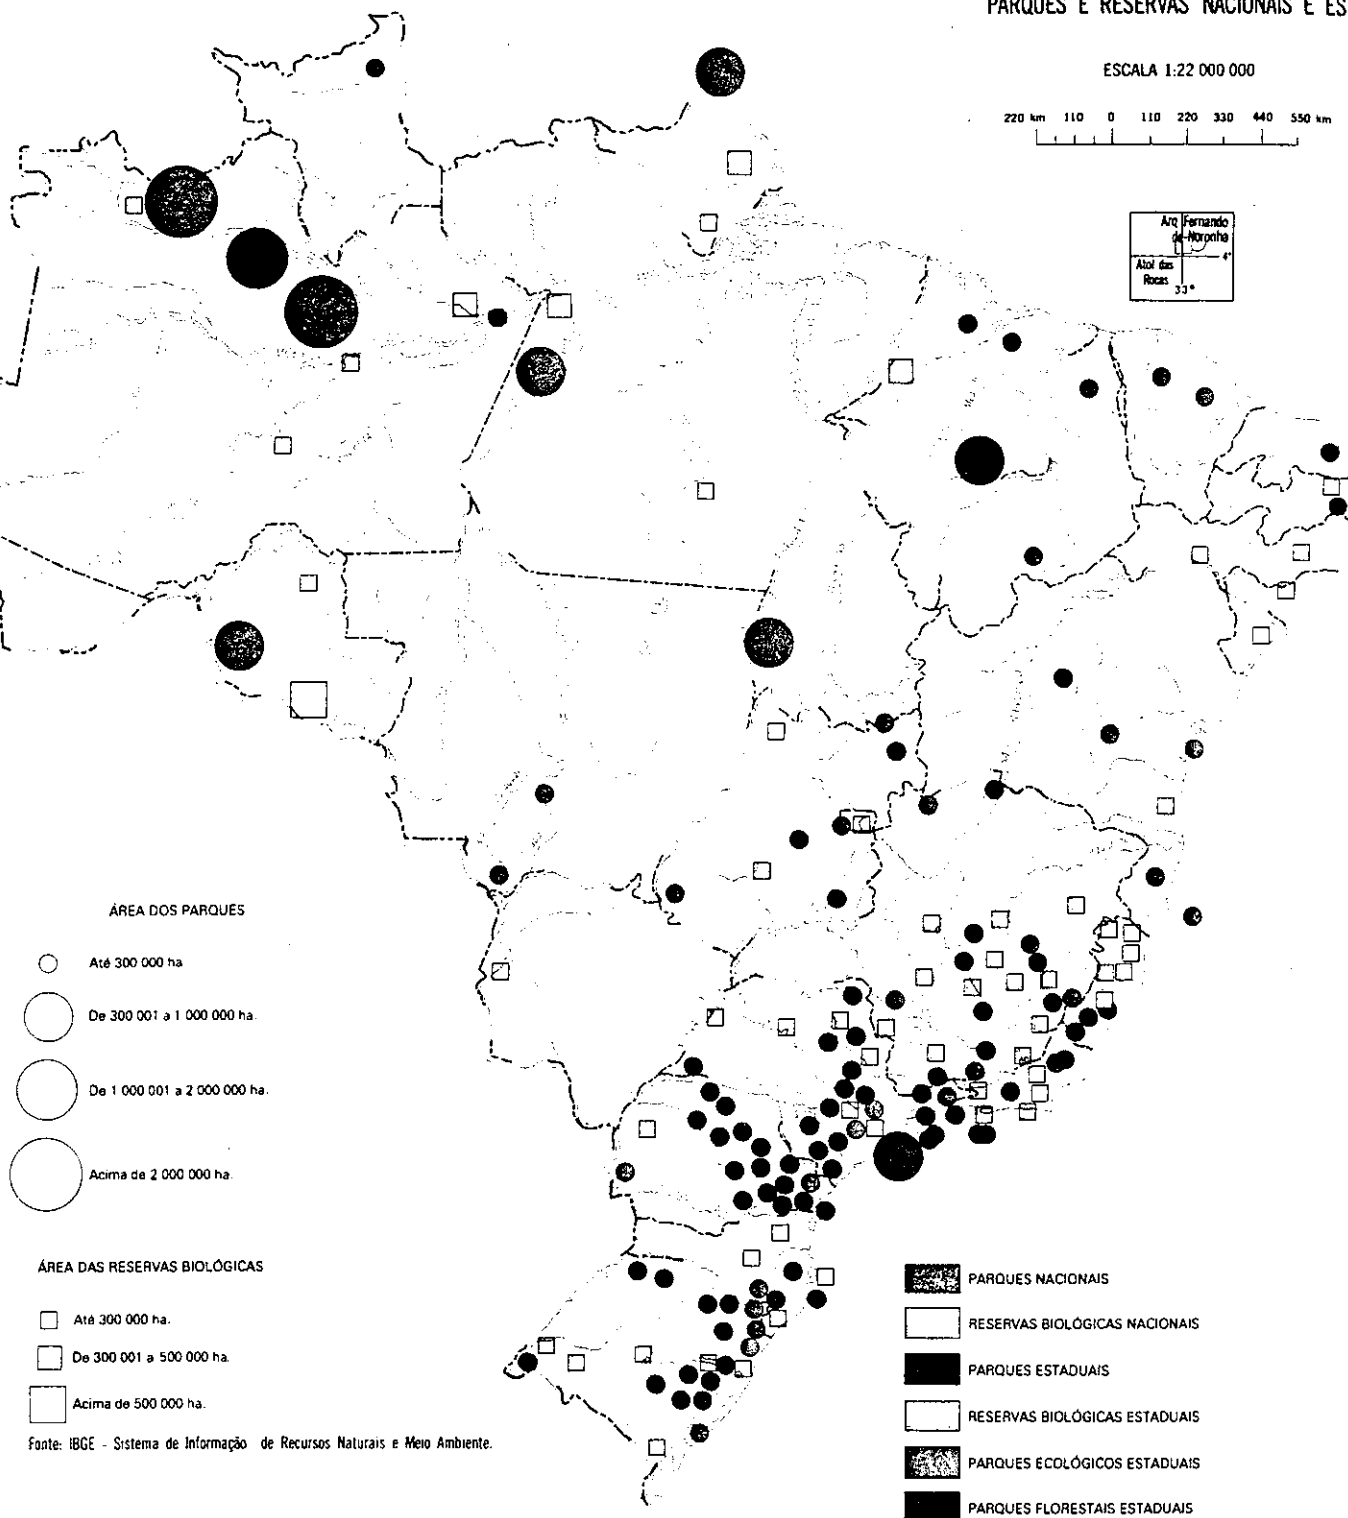 PARQUES E RESERVAS NACIONAIS E ES
ESCALA 1:22 000 000
220 km 110 0 110 220 330 440 550 km
Arq Fernando
de Noronha
4°
Atol das
Rocas
33°
ÁREA DOS PARQUES
Até 300 000 ha
De 300 001 a 1 000 000 ha.
De 1 000 001 a 2 000 000 ha.
Acima de 2 000 000 ha.
ÁREA DAS RESERVAS BIOLÓGICAS
Até 300 000 ha.
De 300 001 a 500 000 ha.
Acima de 500 000 ha.
Fonte: IBGE - Sistema de Informação de Recursos Naturais e Meio Ambiente.
PARQUES NACIONAIS
RESERVAS BIOLÓGICAS NACIONAIS
PARQUES ESTADUAIS
RESERVAS BIOLÓGICAS ESTADUAIS
PARQUES ECOLÓGICOS ESTADUAIS
PARQUES FLORESTAIS ESTADUAIS